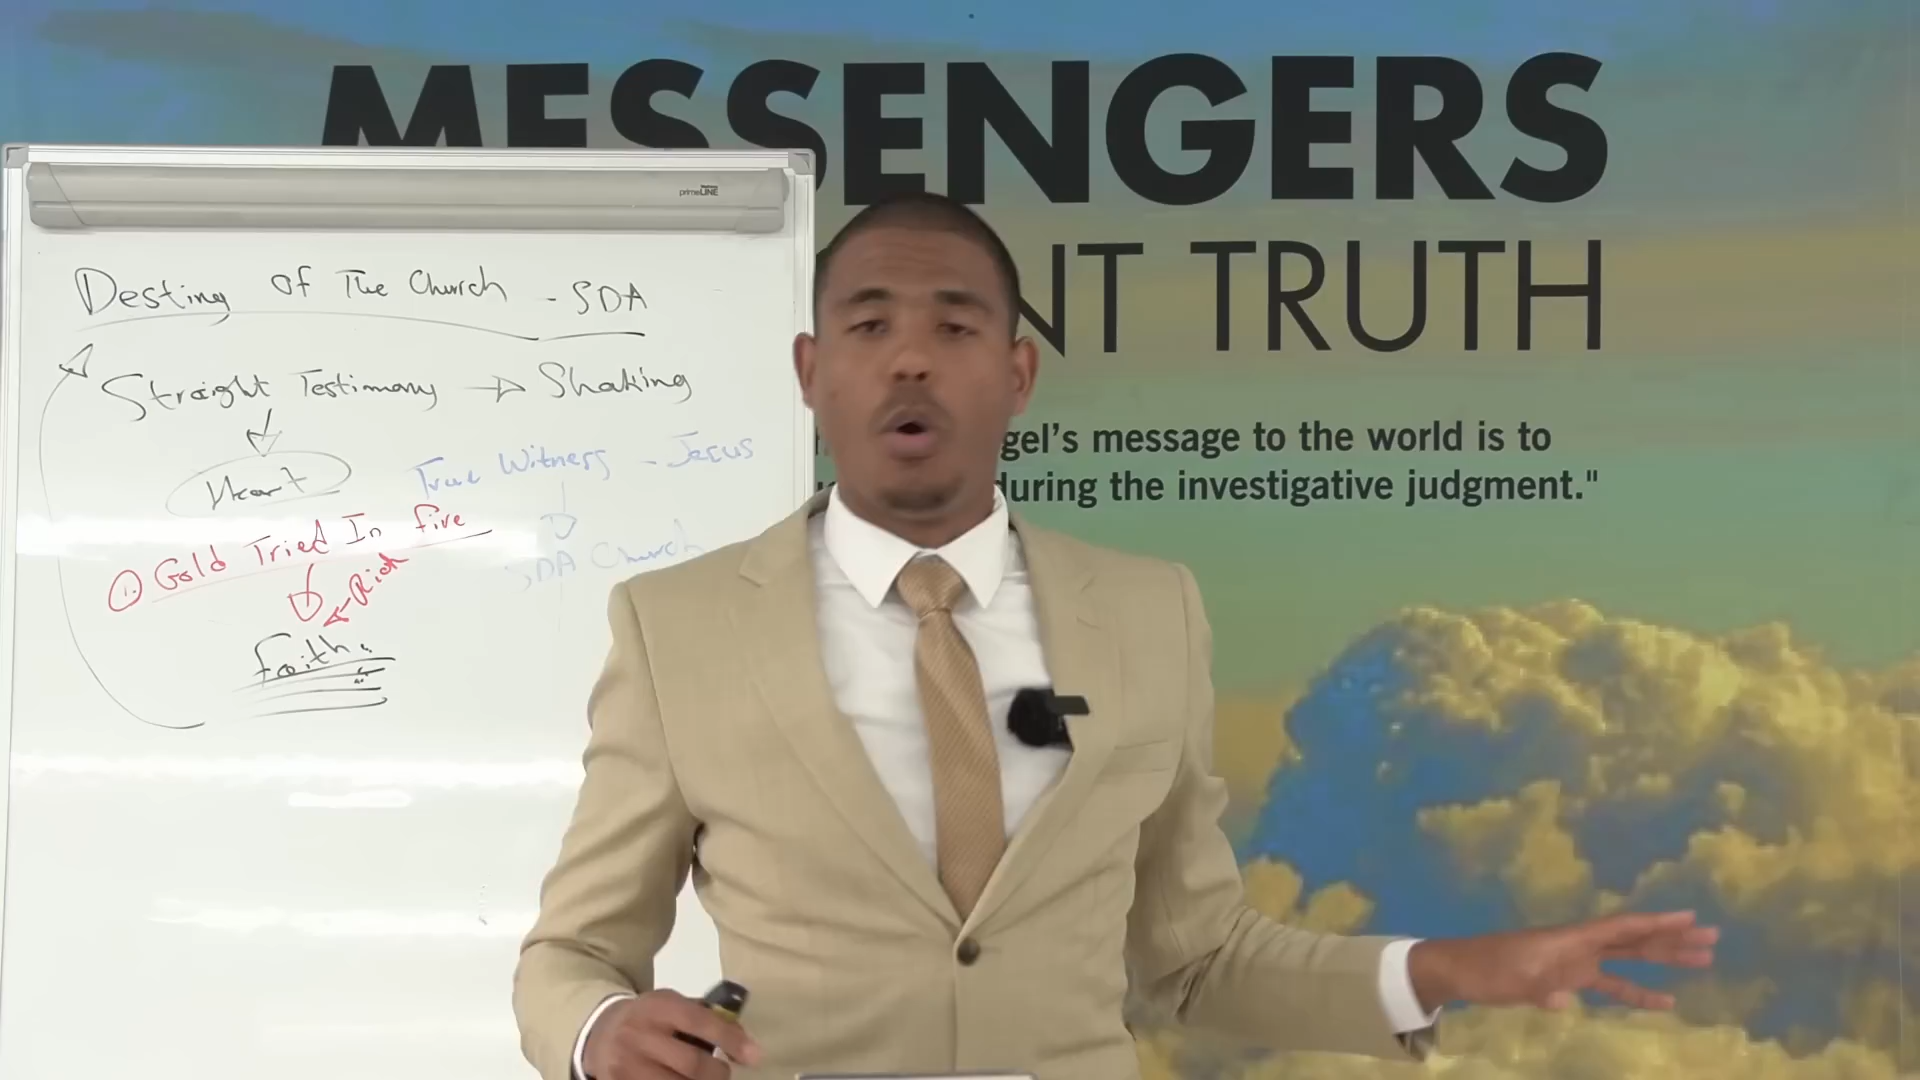 MESSENGERS
NT TRUTH
gel's message to the world is to
during the investigative judgment."
primeLINE
Destiny Of The Church - SDA
Straight Testimony → Shaking
Heart
True Witness - Jesus
SDA Church
1. Gold Tried In fire
Rich
faith